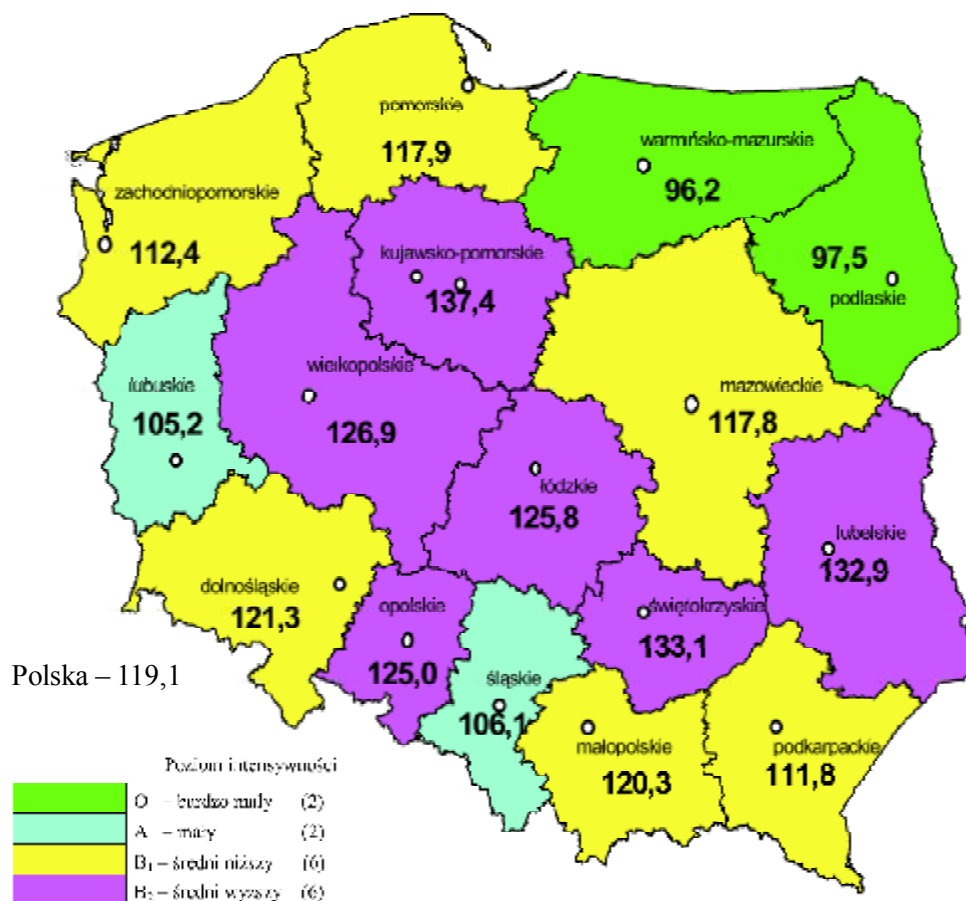 pomorskie
117,9
warmińsko-mazurskie
96,2
zachodniopomorskie
112,4
kujawsko-pomorskie
137,4
97,5
podlaskie
lubuskie
105,2
wielkopolskie
126,9
mazowieckie
117,8
łódzkie
125,8
lubelskie
132,9
dolnośląskie
121,3
opolskie
125,0
świętokrzyskie
133,1
Polska – 119,1
śląskie
106,1
małopolskie
120,3
podkarpackie
111,8
Poziom intensywności
O – bardzo mały (2)
A – mały (2)
B₁ – średni niższy (6)
B₂ – średni wyższy (6)